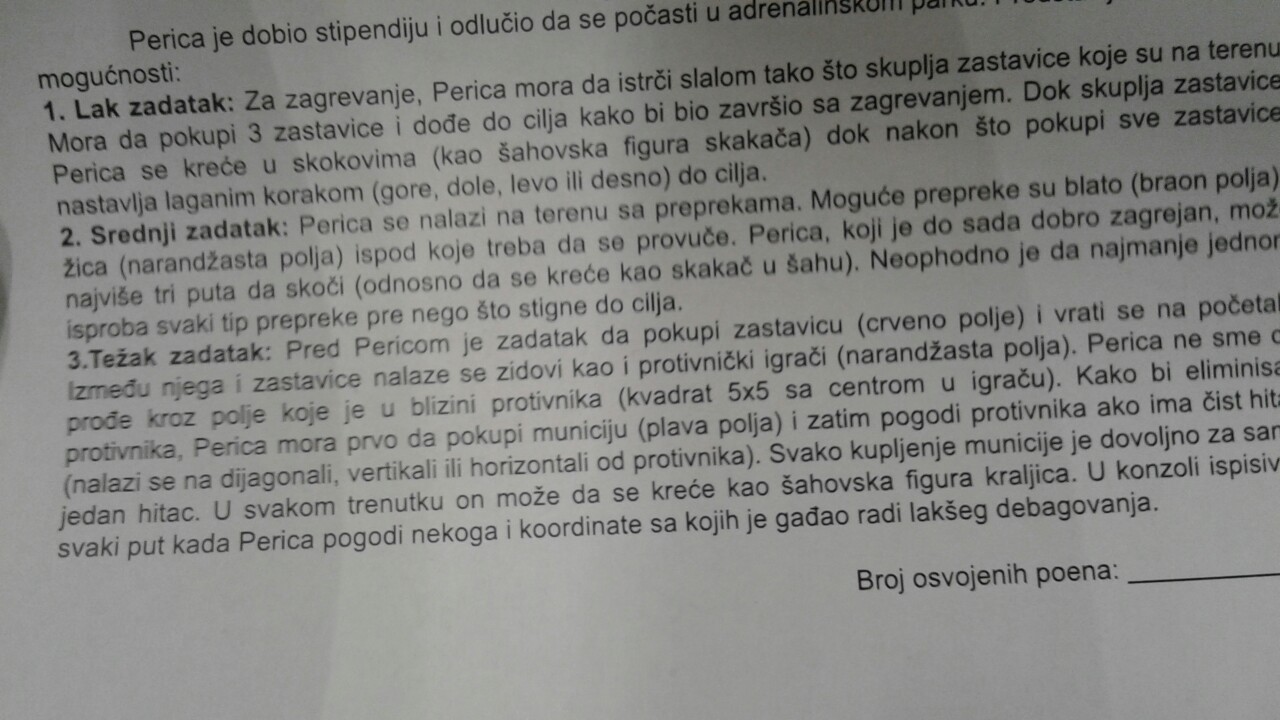 Perica je dobio stipendiju i odlučio da se počasti u adrenalinskom parku.
mogućnosti:
1. Lak zadatak: Za zagrevanje, Perica mora da istrči slalom tako što skuplja zastavice koje su na terenu
Mora da pokupi 3 zastavice i dođe do cilja kako bi bio završio sa zagrevanjem. Dok skuplja zastavice
Perica se kreće u skokovima (kao šahovska figura skakača) dok nakon što pokupi sve zastavice
nastavlja laganim korakom (gore, dole, levo ili desno) do cilja.
2. Srednji zadatak: Perica se nalazi na terenu sa preprekama. Moguće prepreke su blato (braon polja)
žica (narandžasta polja) ispod koje treba da se provuče. Perica, koji je do sada dobro zagrejan, mož
najviše tri puta da skoči (odnosno da se kreće kao skakač u šahu). Neophodno je da najmanje jednom
isproba svaki tip prepreke pre nego što stigne do cilja.
3.Težak zadatak: Pred Pericom je zadatak da pokupi zastavicu (crveno polje) i vrati se na početa
Između njega i zastavice nalaze se zidovi kao i protivnički igrači (narandžasta polja). Perica ne sme
prođe kroz polje koje je u blizini protivnika (kvadrat 5x5 sa centrom u igraču). Kako bi eliminisa
protivnika, Perica mora prvo da pokupi municiju (plava polja) i zatim pogodi protivnika ako ima čist hita
(nalazi se na dijagonali, vertikali ili horizontali od protivnika). Svako kupljenje municije je dovoljno za sam
jedan hitac. U svakom trenutku on može da se kreće kao šahovska figura kraljica. U konzoli ispisiv
svaki put kada Perica pogodi nekoga i koordinate sa kojih je gađao radi lakšeg debagovanja.
Broj osvojenih poena: